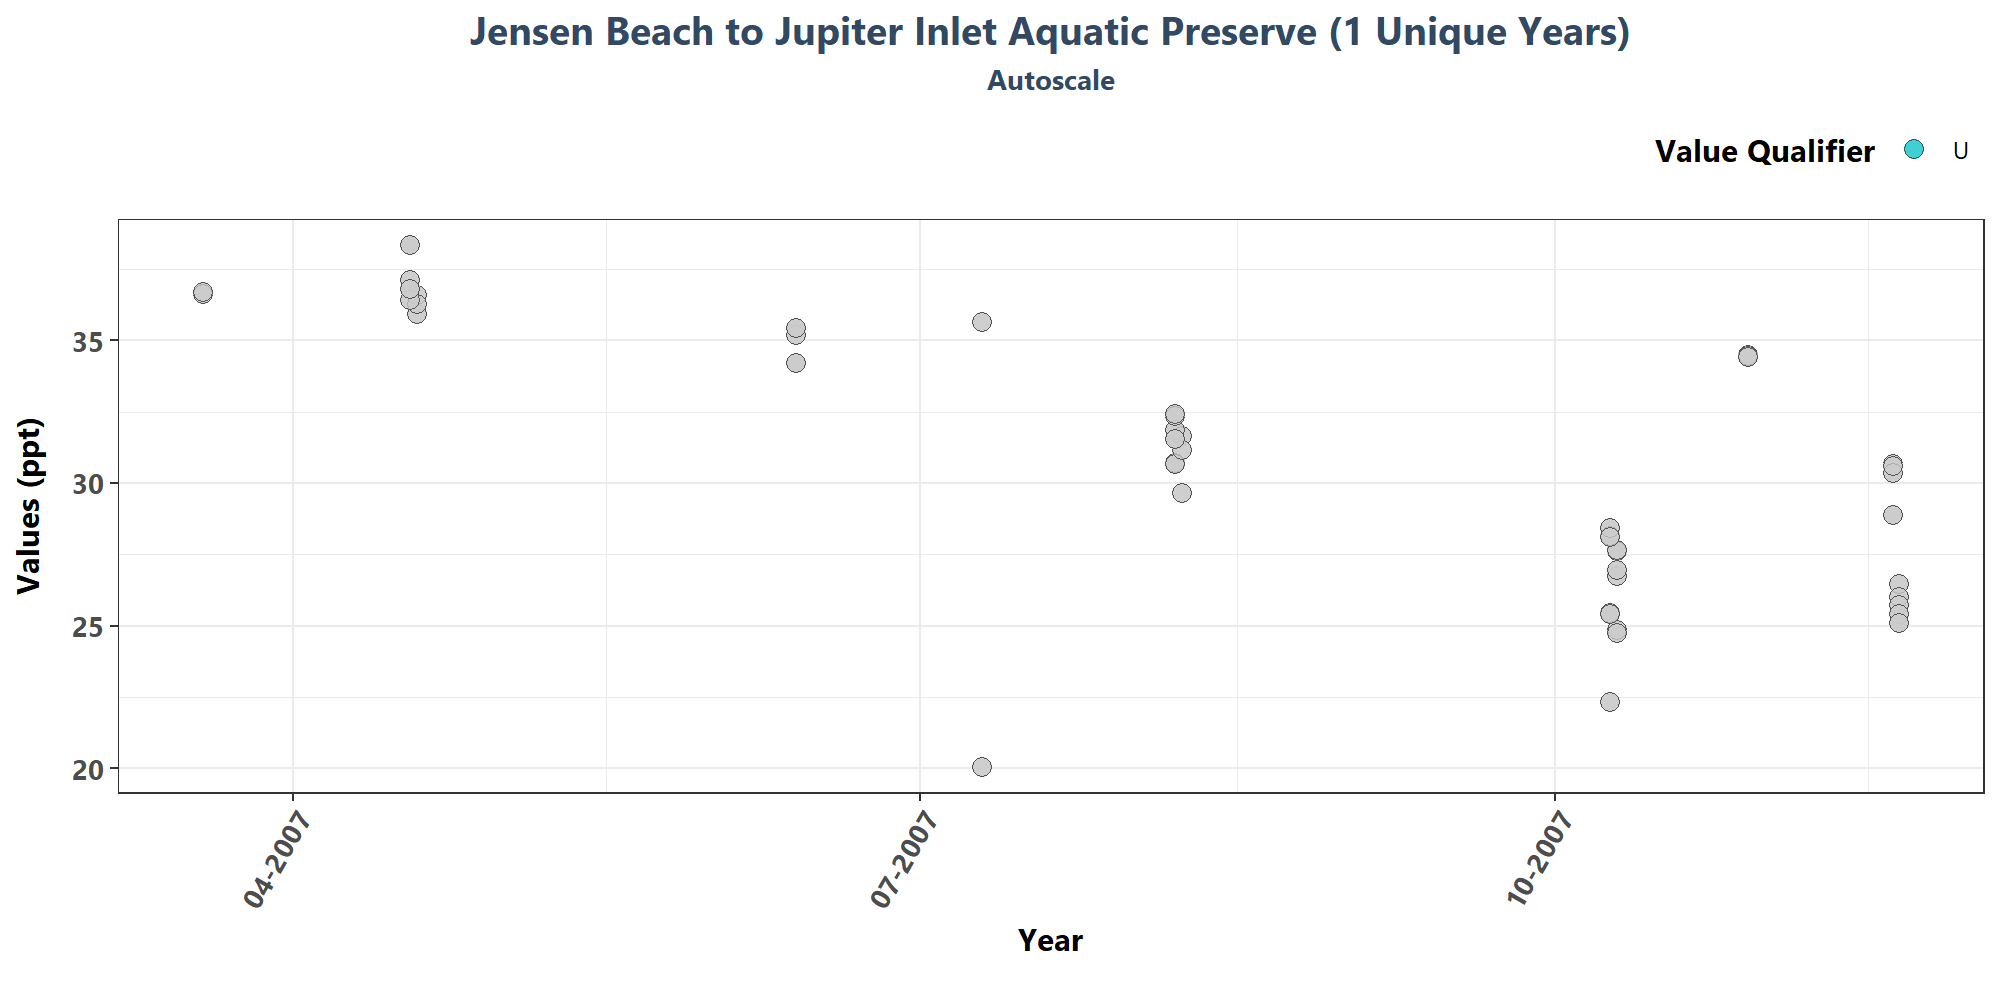 Jensen Beach to Jupiter Inlet Aquatic Preserve (1 Unique Years)
Autoscale
Value Qualifier U
Values (ppt)
35
30
25
20
04-2007
07-2007
10-2007
Year